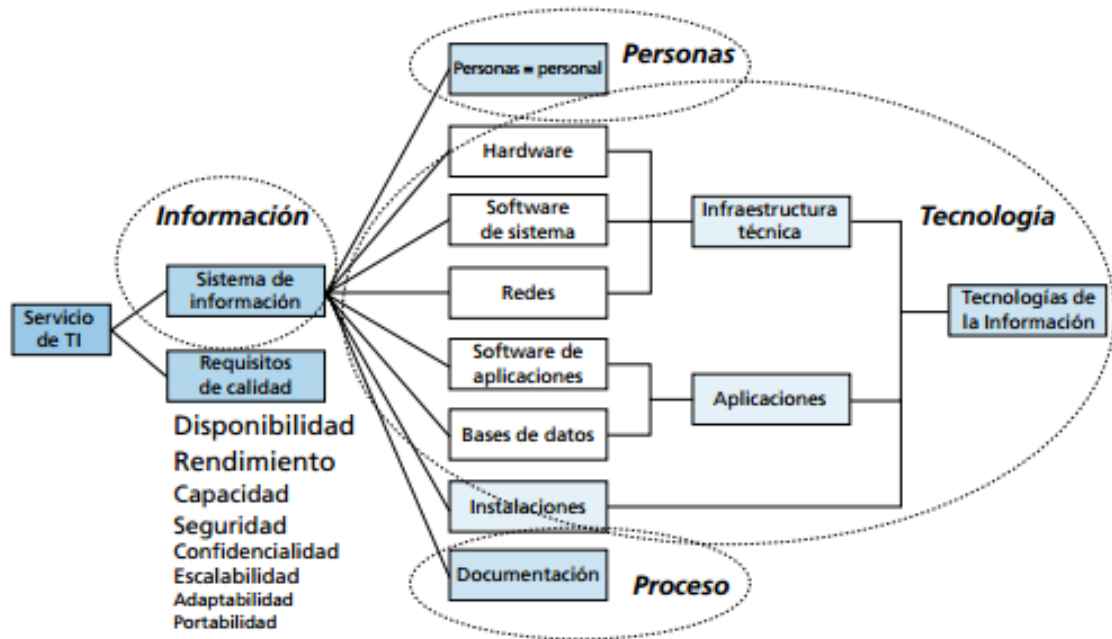 Personas = personal
Personas
Hardware
Información
Software
de sistema
Infraestructura
técnica
Tecnología
Sistema de
información
Redes
Tecnologías de
la Información
Servicio
de TI
Requisitos
de calidad
Software de
aplicaciones
Aplicaciones
Disponibilidad
Bases de datos
Rendimiento
Capacidad
Instalaciones
Seguridad
Confidencialidad
Escalabilidad
Documentación
Proceso
Adaptabilidad
Portabilidad